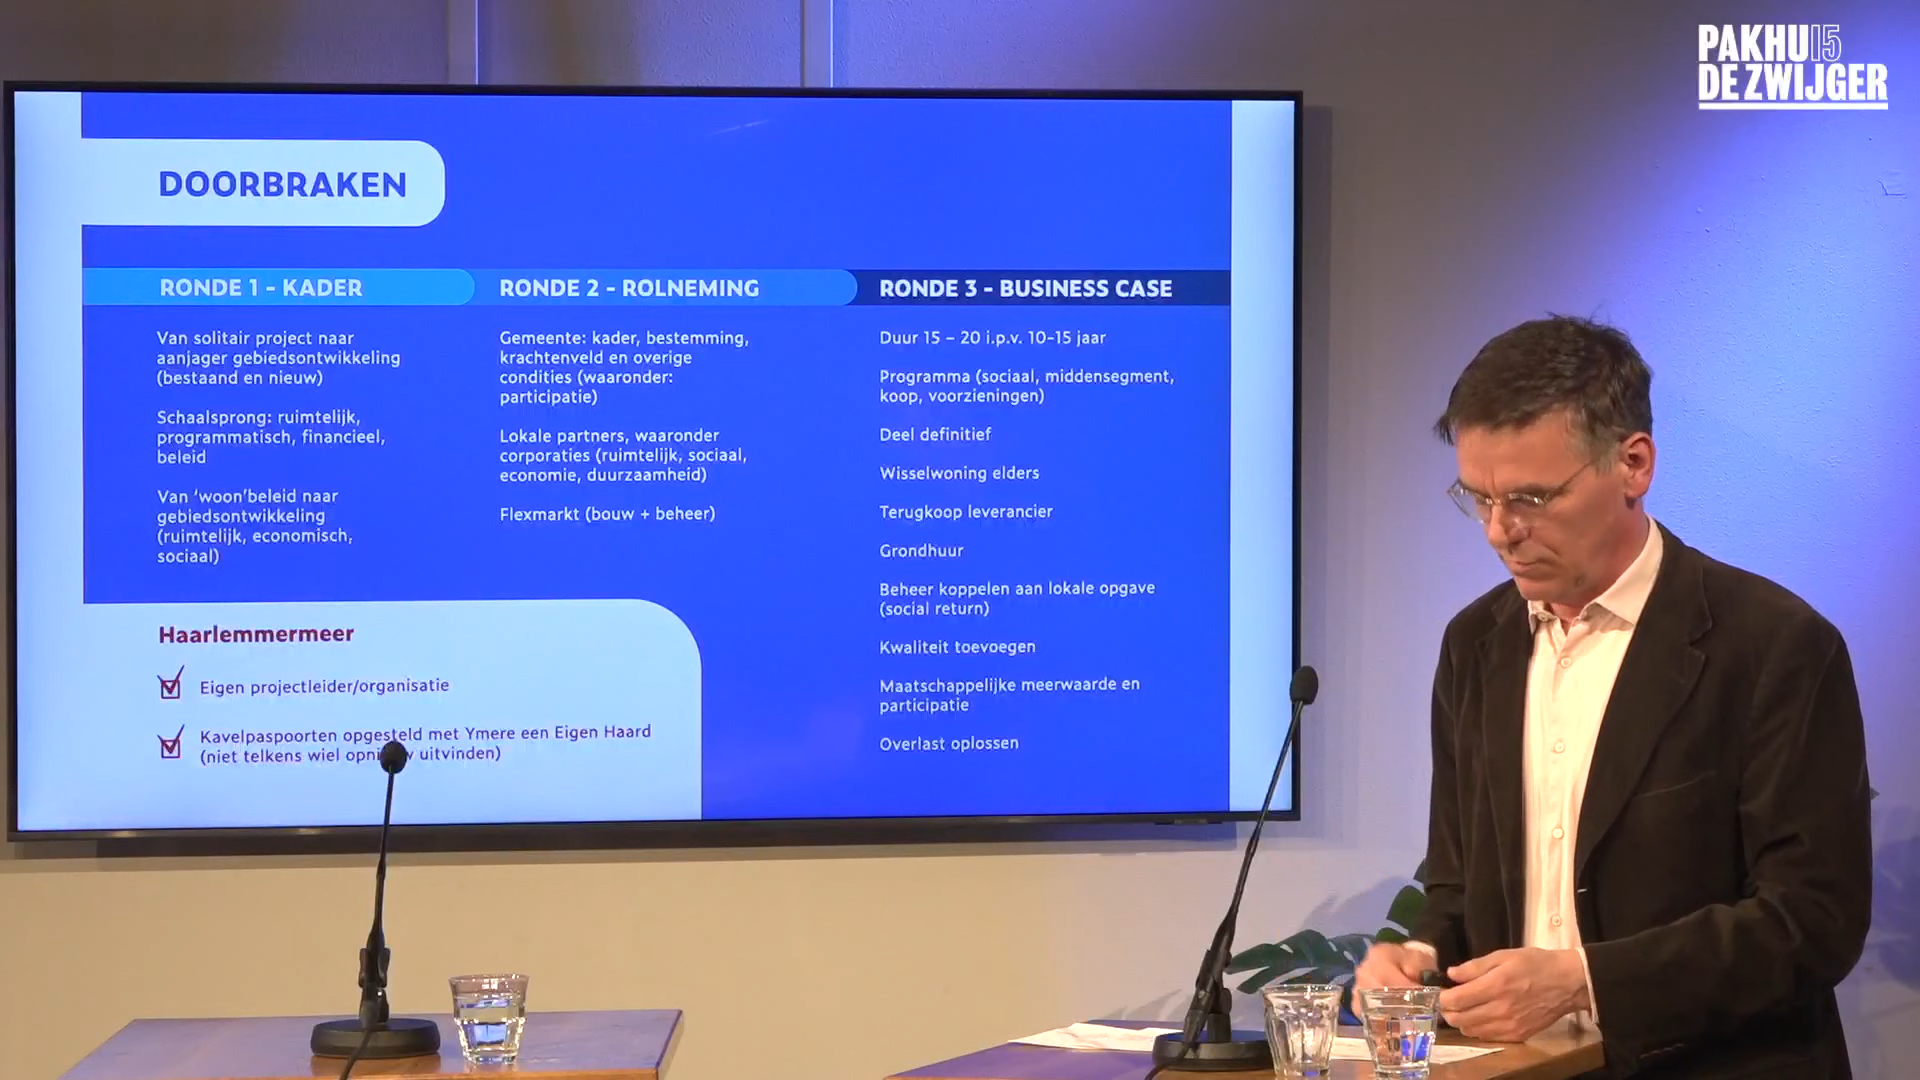 PAKHU15
DE ZWIJGER
DOORBRAKEN
RONDE 1 - KADER
Van solitair project naar
aanjager gebiedsontwikkeling
(bestaand en nieuw)
Schaalsprong: ruimtelijk,
programmatisch, financieel,
beleid
Van ‘woon’beleid naar
gebiedsontwikkeling
(ruimtelijk, economisch,
sociaal)
RONDE 2 - ROLNEMING
Gemeente: kader, bestemming,
krachtenveld en overige
condities (waaronder:
participatie)
Lokale partners, waaronder
corporaties (ruimtelijk, sociaal,
economie, duurzaamheid)
Flexmarkt (bouw + beheer)
RONDE 3 - BUSINESS CASE
Duur 15 – 20 i.p.v. 10-15 jaar
Programma (sociaal, middensegment,
koop, voorzieningen)
Deel definitief
Wisselwoning elders
Terugkoop leverancier
Grondhuur
Beheer koppelen aan lokale opgave
(social return)
Kwaliteit toevoegen
Maatschappelijke meerwaarde en
participatie
Overlast oplossen
Haarlemmermeer
Eigen projectleider/organisatie
Kavelpaspoorten opgesteld met Ymere een Eigen Haard
(niet telkens wiel uitvinden)